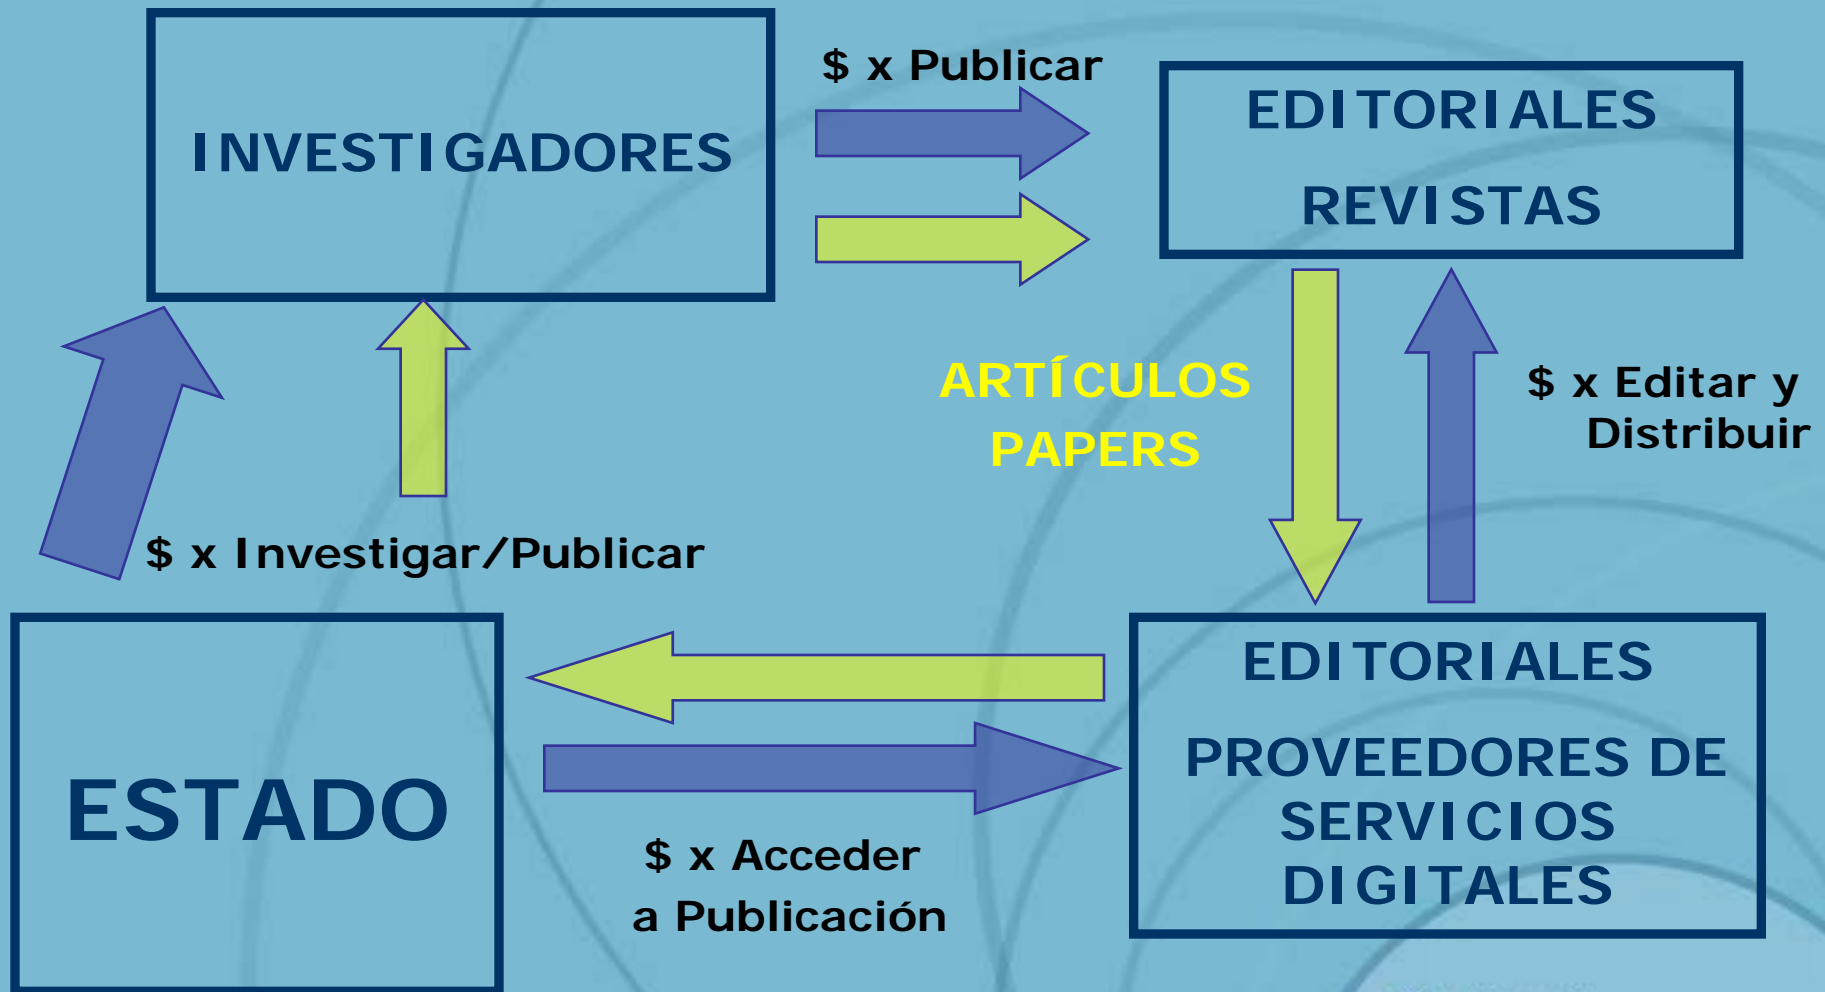 INVESTIGADORES
$ x Publicar
EDITORIALES
REVISTAS
ARTÍCULOS
PAPERS
$ x Editar y
Distribuir
$ x Investigar/Publicar
ESTADO
$ x Acceder
a Publicación
EDITORIALES
PROVEEDORES DE
SERVICIOS
DIGITALES